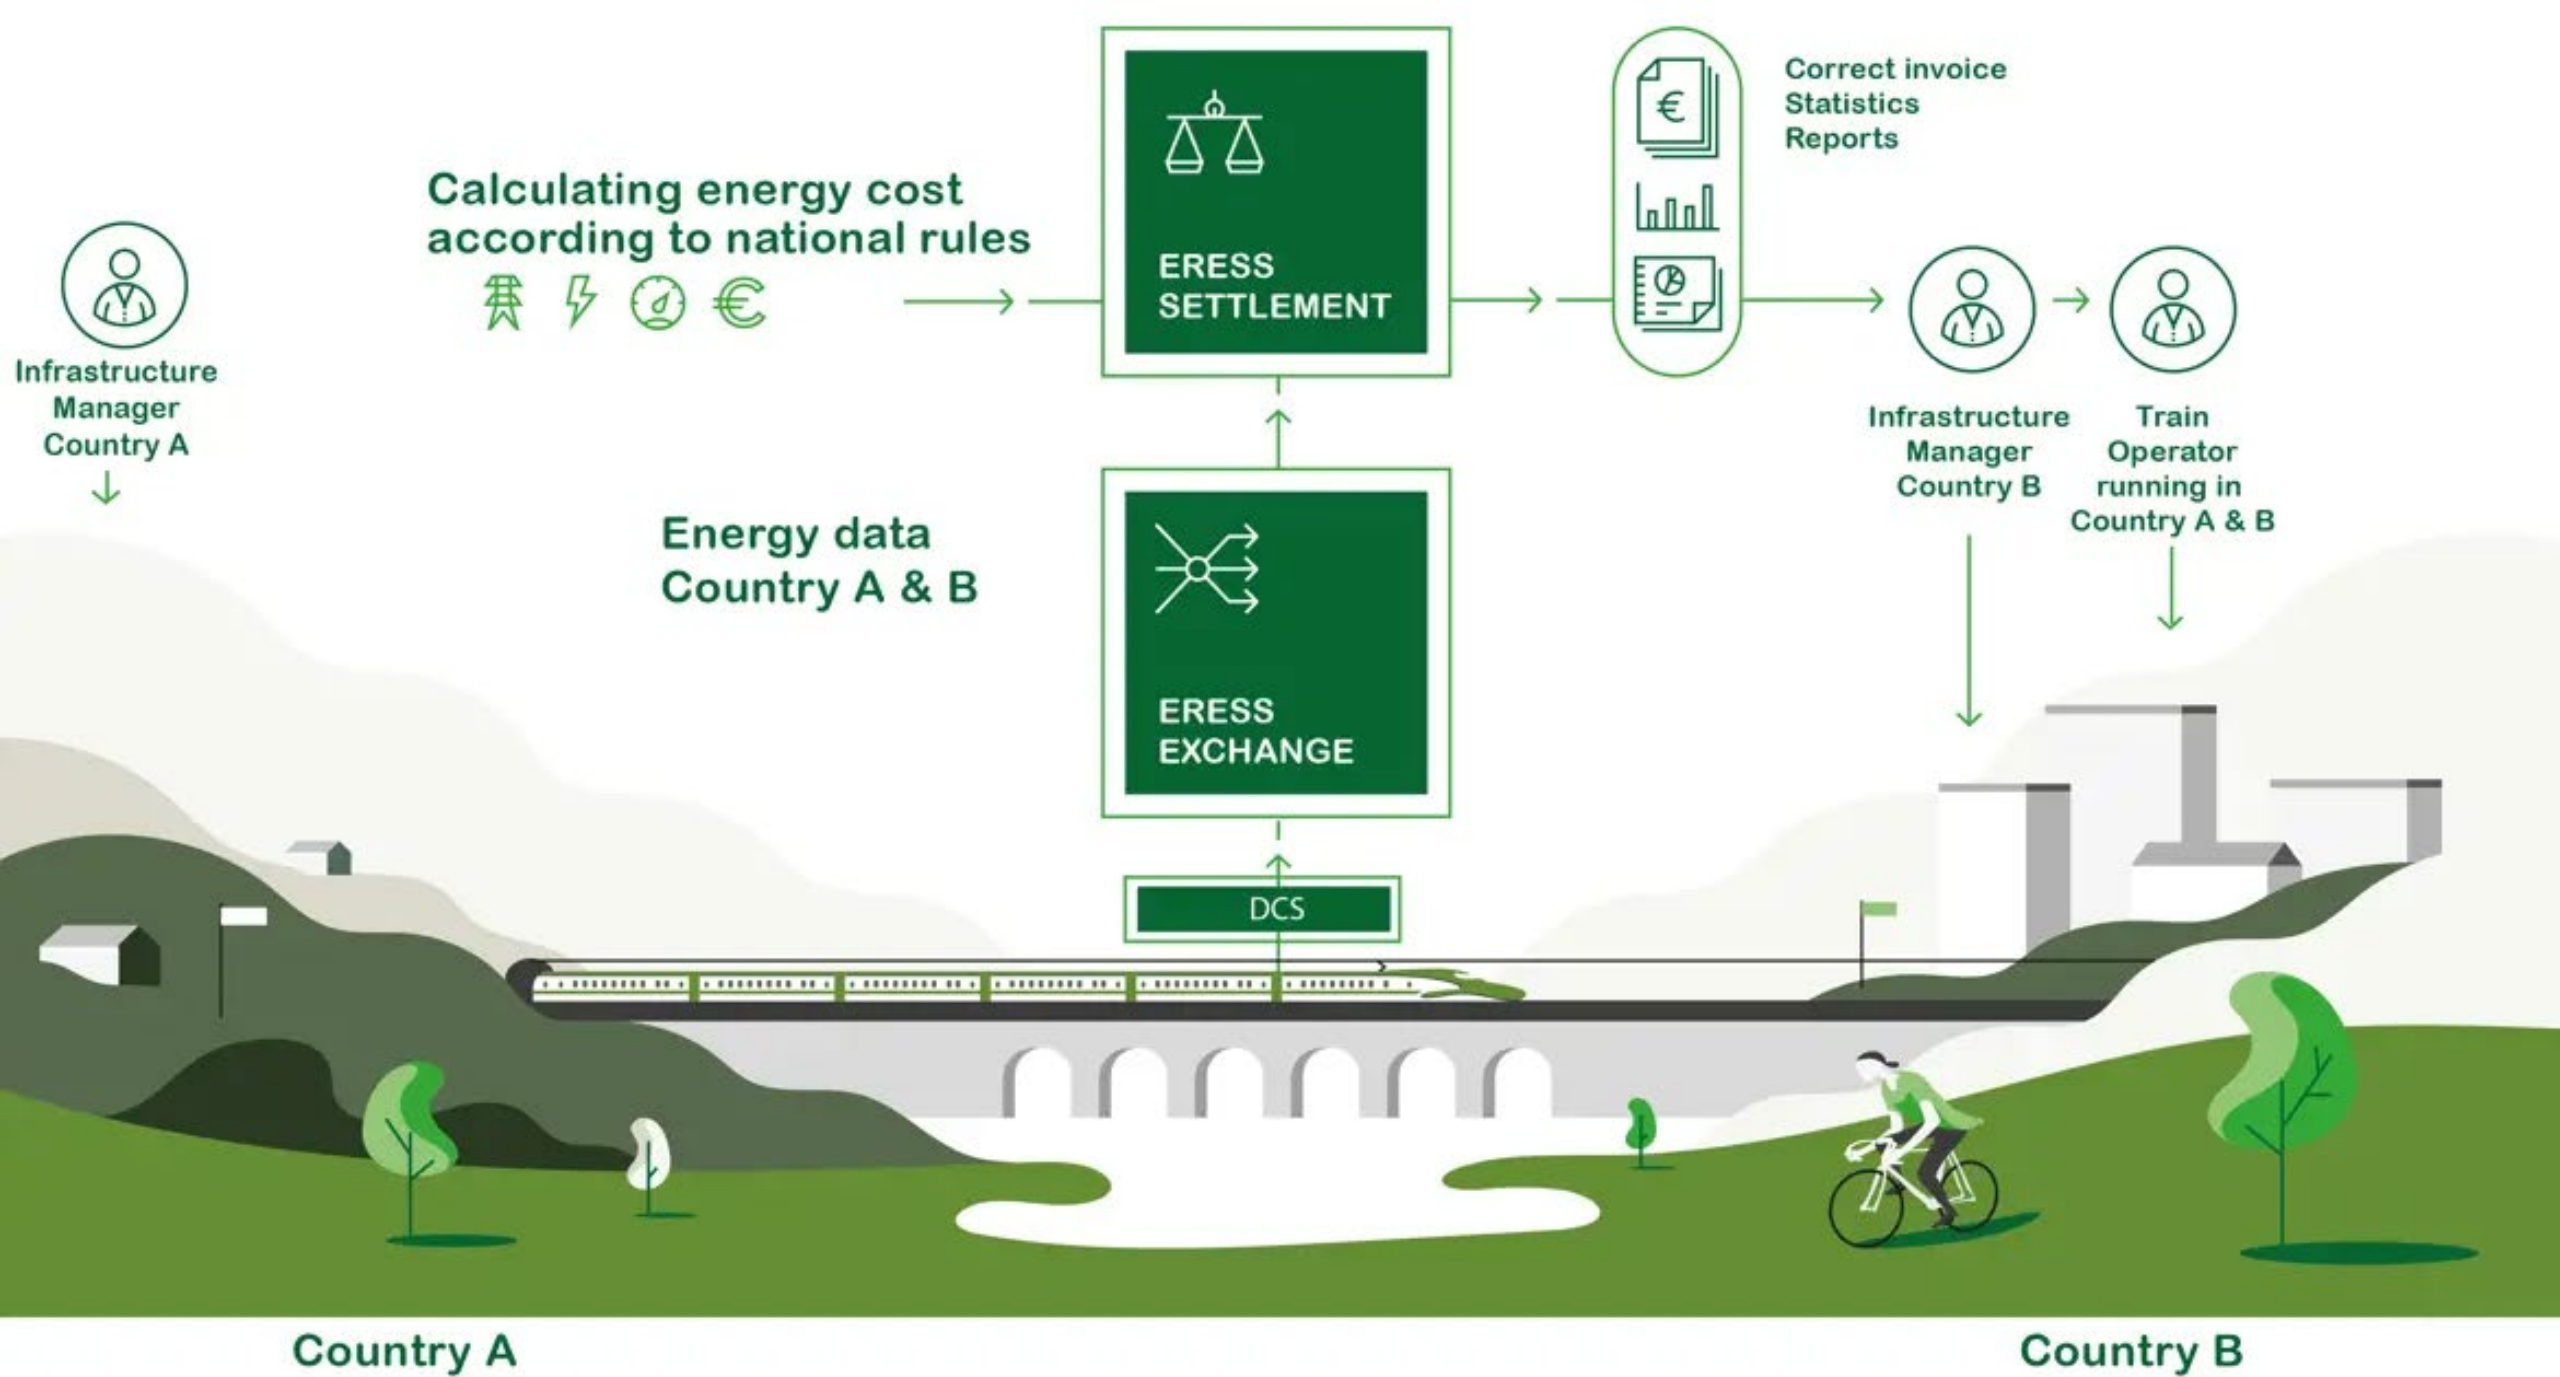 Correct invoice
Statistics
Reports
Calculating energy cost
according to national rules
ERESS
SETTLEMENT
Infrastructure
Manager
Country A
Infrastructure
Manager
Country B
Train
Operator
running in
Country A & B
Energy data
Country A & B
ERESS
EXCHANGE
DCS
Country A
Country B